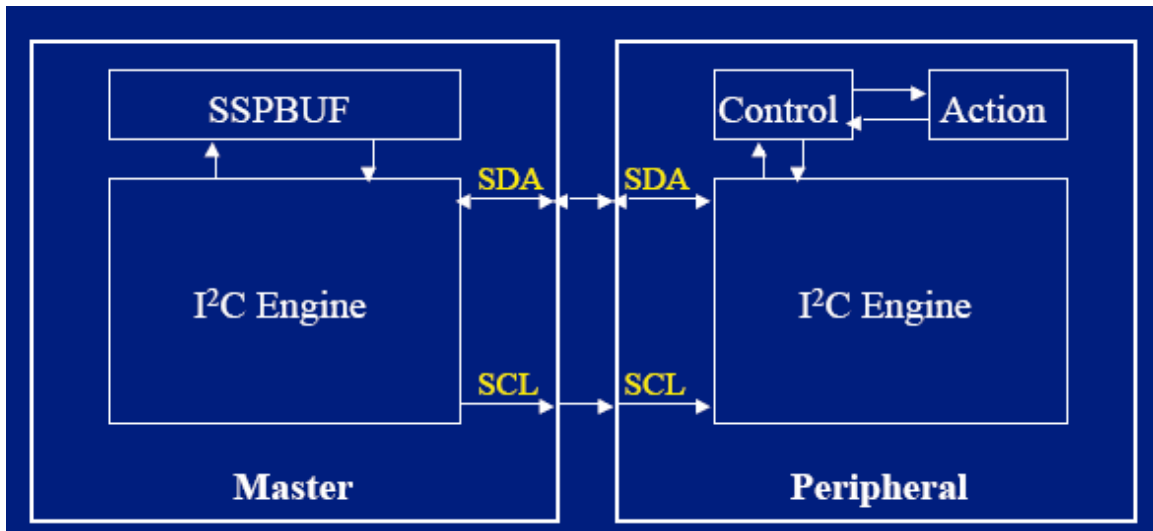 SSPBUF
Control
Action
SDA
SDA
I²C Engine
I²C Engine
SCL
SCL
Master
Peripheral